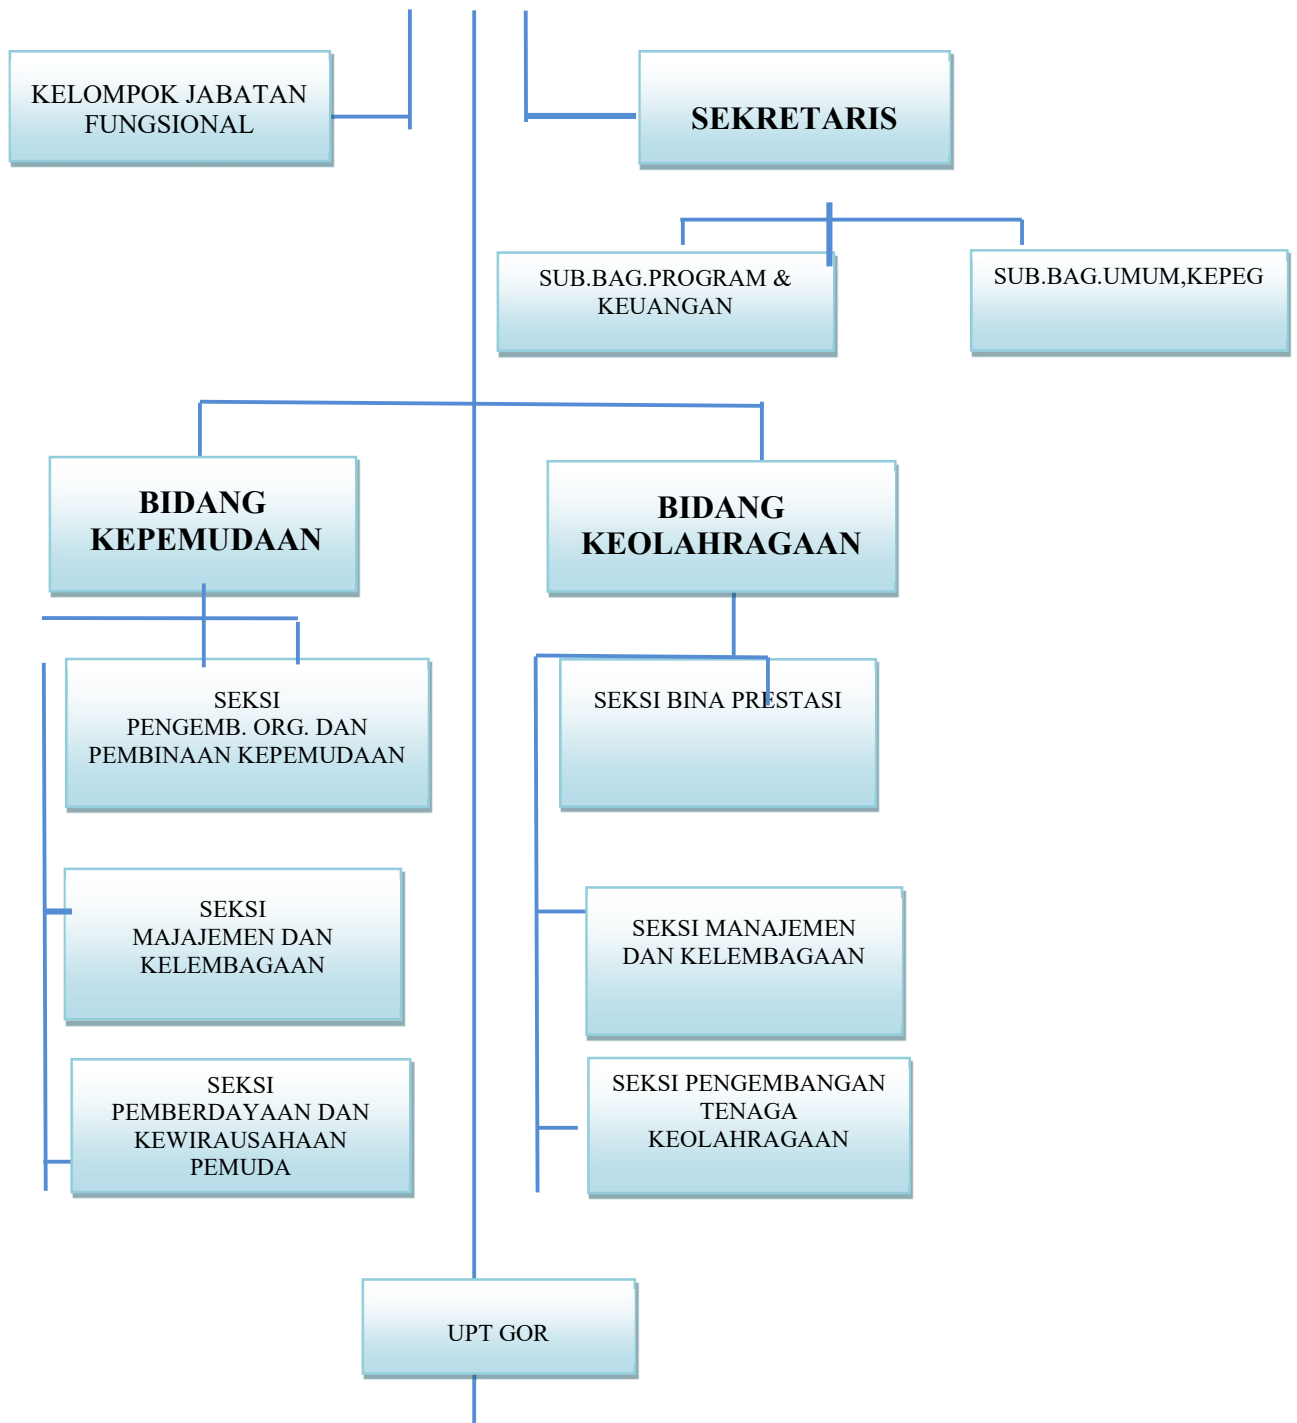 KELOMPOK JABATAN
FUNGSIONAL
SEKRETARIS
SUB.BAG.PROGRAM &
KEUANGAN
SUB.BAG.UMUM,KEPEG
BIDANG
KEPEMUDAAN
BIDANG
KEOLAHRAGAAN
SEKSI
PENGEMB. ORG. DAN
PEMBINAAN KEPEMUDAAN
SEKSI BINA PRESTASI
SEKSI
MAJAJEMEN DAN
KELEMBAGAAN
SEKSI MANAJEMEN
DAN KELEMBAGAAN
SEKSI
PEMBERDAYAAN DAN
KEWIRAUSAHAAN
PEMUDA
SEKSI PENGEMBANGAN
TENAGA
KEOLAHRAGAAN
UPT GOR